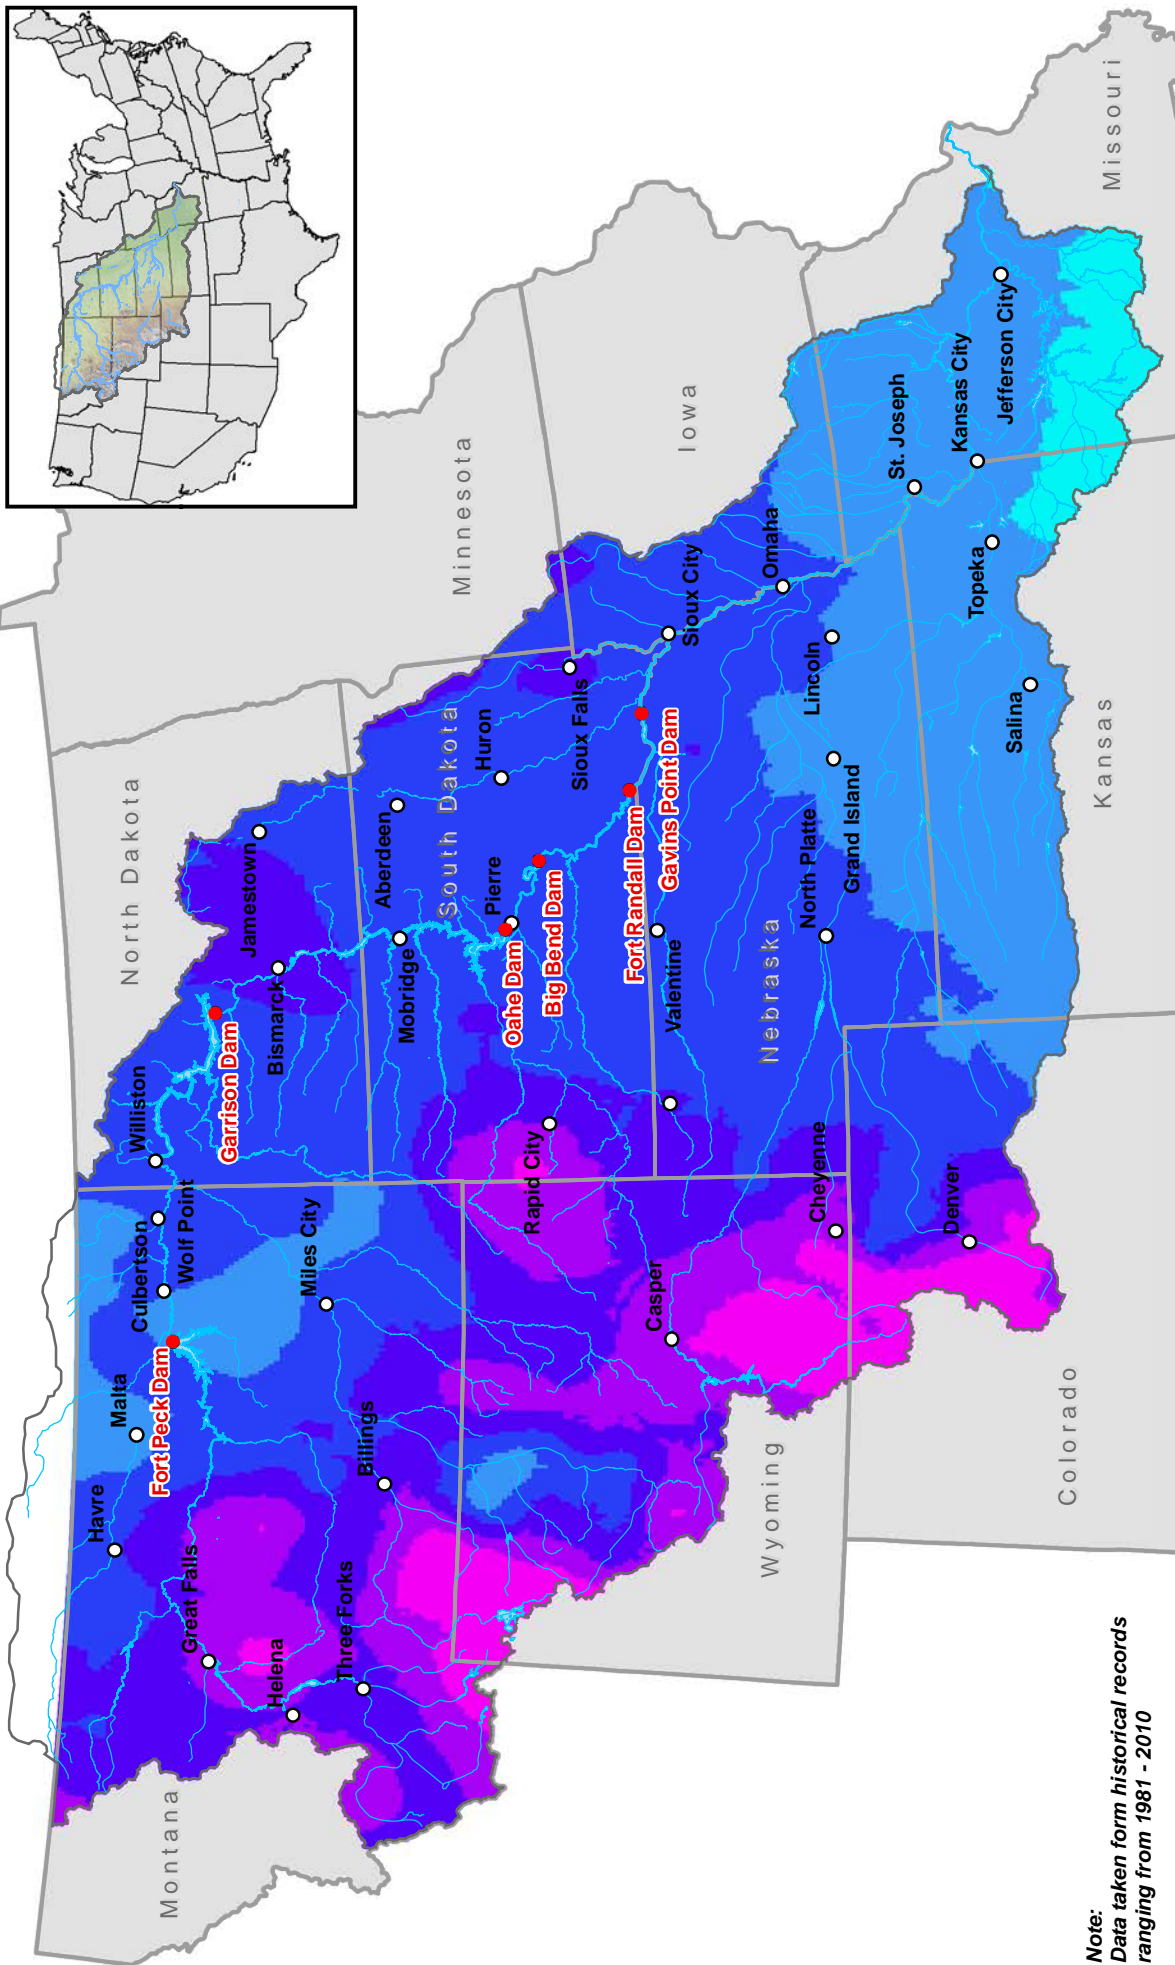 North Dakota
Minnesota
Montana
South Dakota
Iowa
Wyoming
Nebraska
Colorado
Kansas
Missouri
Havre
Malta
Culbertson
Wolf Point
Williston
Fort Peck Dam
Garrison Dam
Great Falls
Jamestown
Bismarck
Helena
Miles City
Three Forks
Billings
Mobridge
Aberdeen
Huron
Pierre
Oahe Dam
Big Bend Dam
Rapid City
Sioux Falls
Fort Randall Dam
Gavins Point Dam
Casper
Valentine
Sioux City
Omaha
Cheyenne
North Platte
Grand Island
Lincoln
St. Joseph
Denver
Kansas City
Topeka
Salina
Jefferson City
Note:
Data taken form historical records
ranging from 1981 - 2010